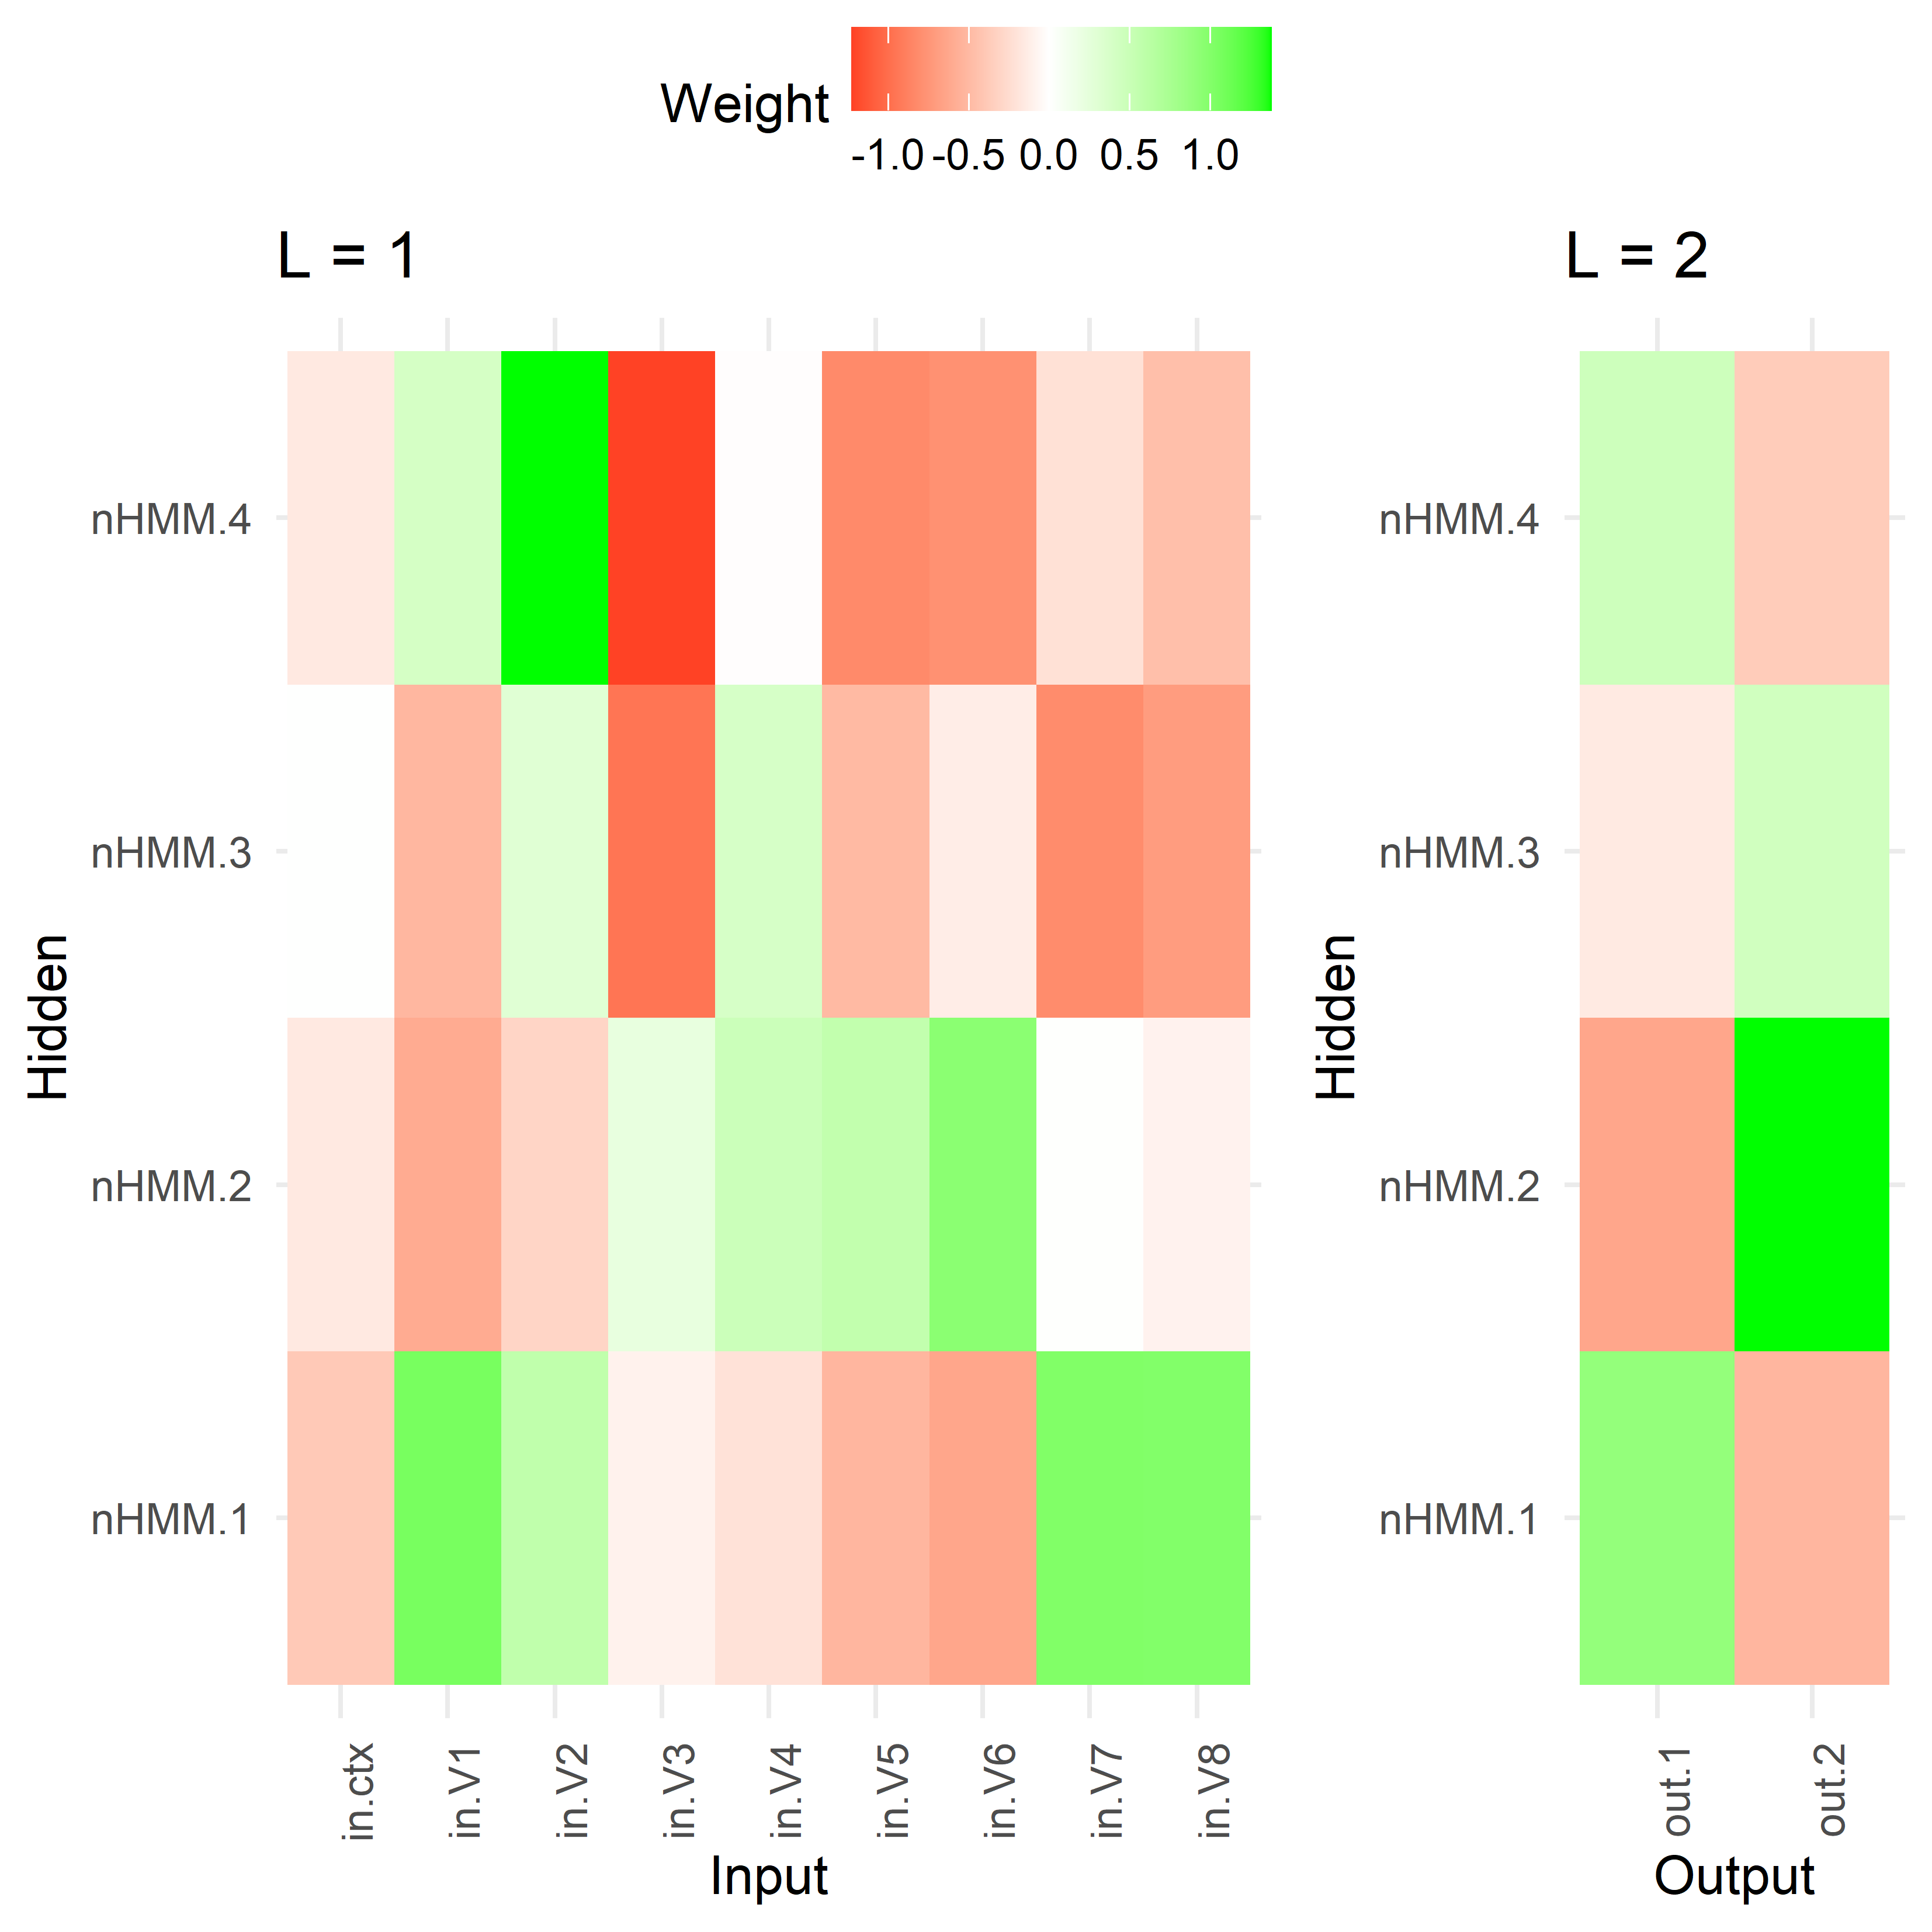 Weight
-1.0 -0.5 0.0 0.5 1.0
L = 1
Hidden
nHMM.4
nHMM.3
nHMM.2
nHMM.1
in.ctx
in.V1
in.V2
in.V3
in.V4
in.V5
in.V6
in.V7
in.V8
Input
L = 2
Hidden
nHMM.4
nHMM.3
nHMM.2
nHMM.1
out.1
out.2
Output